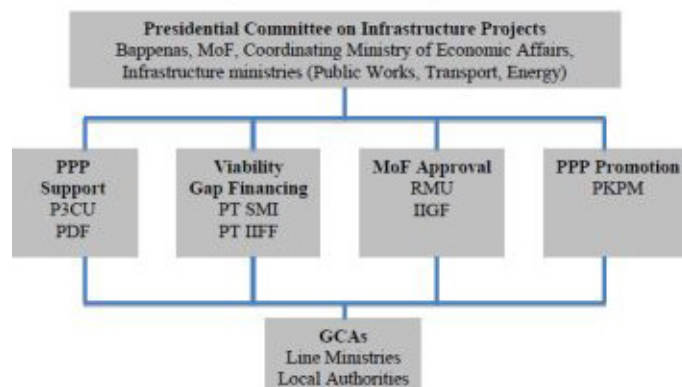 Presidential Committee on Infrastructure Projects
Bappenas, MoF, Coordinating Ministry of Economic Affairs,
Infrastructure ministries (Public Works, Transport, Energy)
PPP
Support
P3CU
PDF
Viability
Gap Financing
PT SMI
PT IIFF
MoF Approval
RMU
IIGF
PPP Promotion
PKPM
GCAs
Line Ministries
Local Authorities